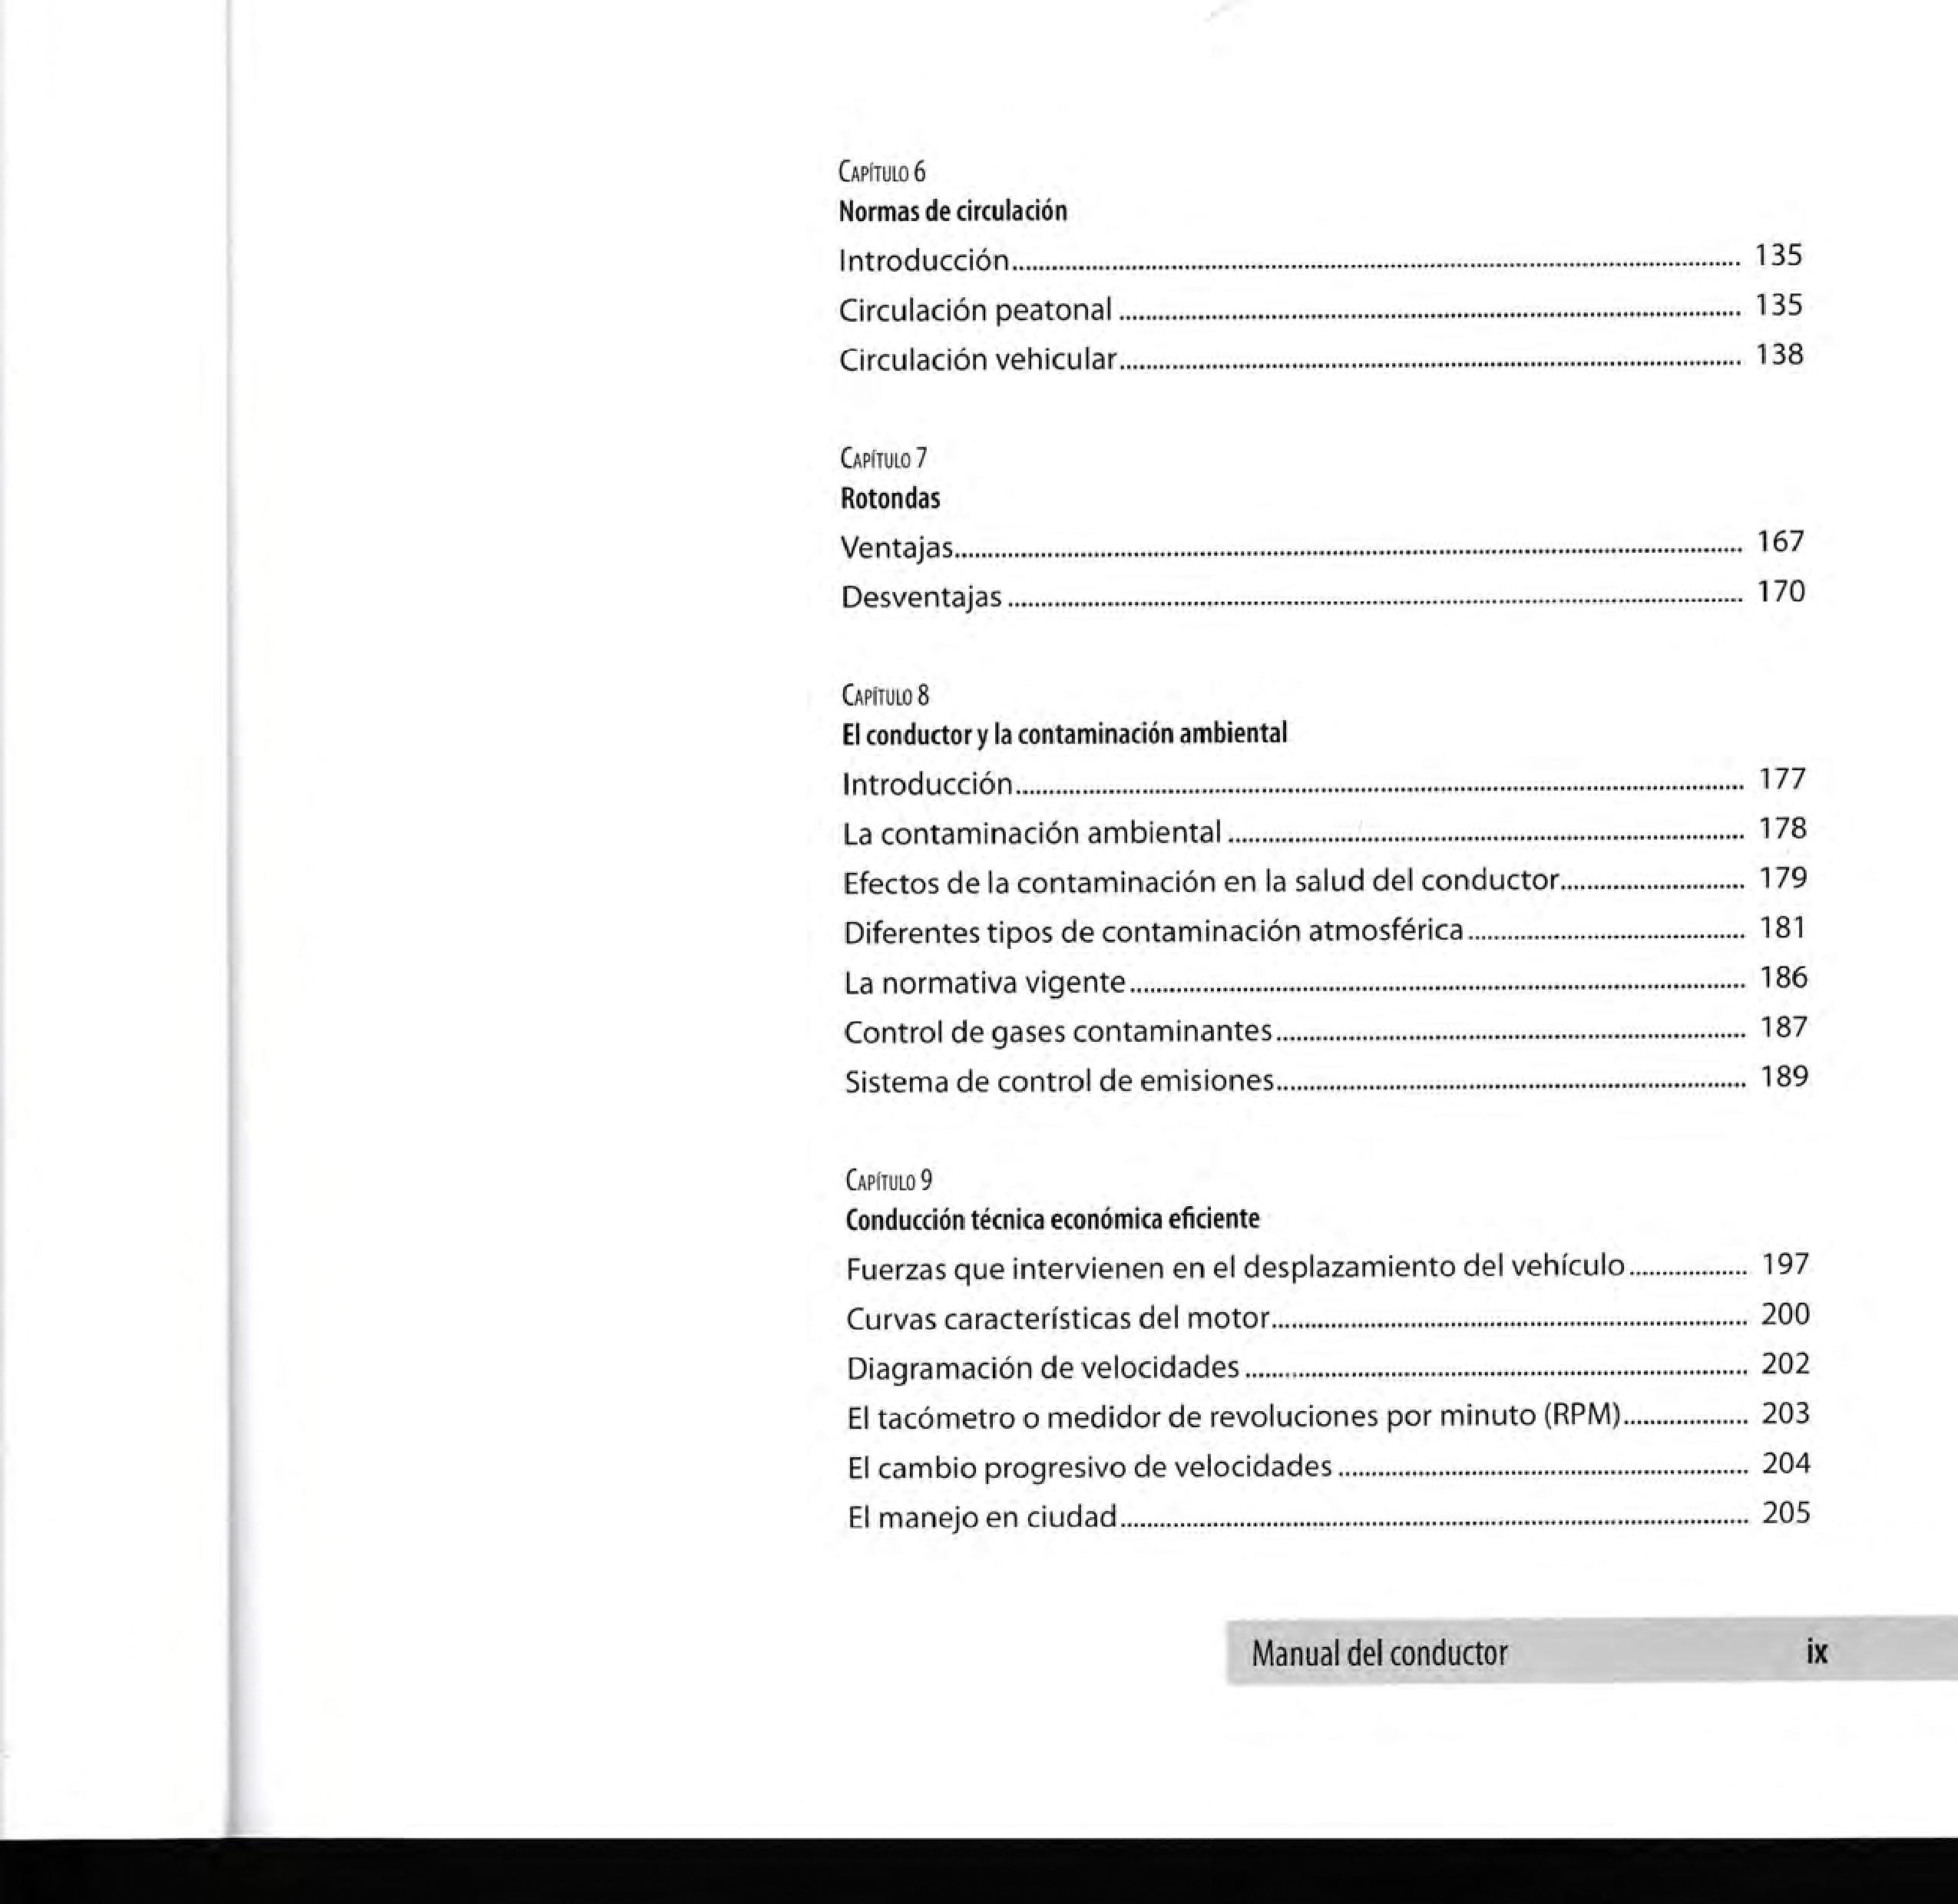 Capítulo 6
Normas de circulación
Introducción........ 135
Circulación peatonal........ 135
Circulación vehicular........ 138
Capítulo 7
Rotondas
Ventajas........ 167
Desventajas........ 170
Capítulo 8
El conductor y la contaminación ambiental
Introducción........ 177
La contaminación ambiental........ 178
Efectos de la contaminación en la salud del conductor........ 179
Diferentes tipos de contaminación atmosférica........ 181
La normativa vigente........ 186
Control de gases contaminantes........ 187
Sistema de control de emisiones........ 189
Capítulo 9
Conducción técnica económica eficiente
Fuerzas que intervienen en el desplazamiento del vehículo........ 197
Curvas características del motor........ 200
Diagramación de velocidades........ 202
El tacómetro o medidor de revoluciones por minuto (RPM)........ 203
El cambio progresivo de velocidades........ 204
El manejo en ciudad........ 205
Manual del conductor ix